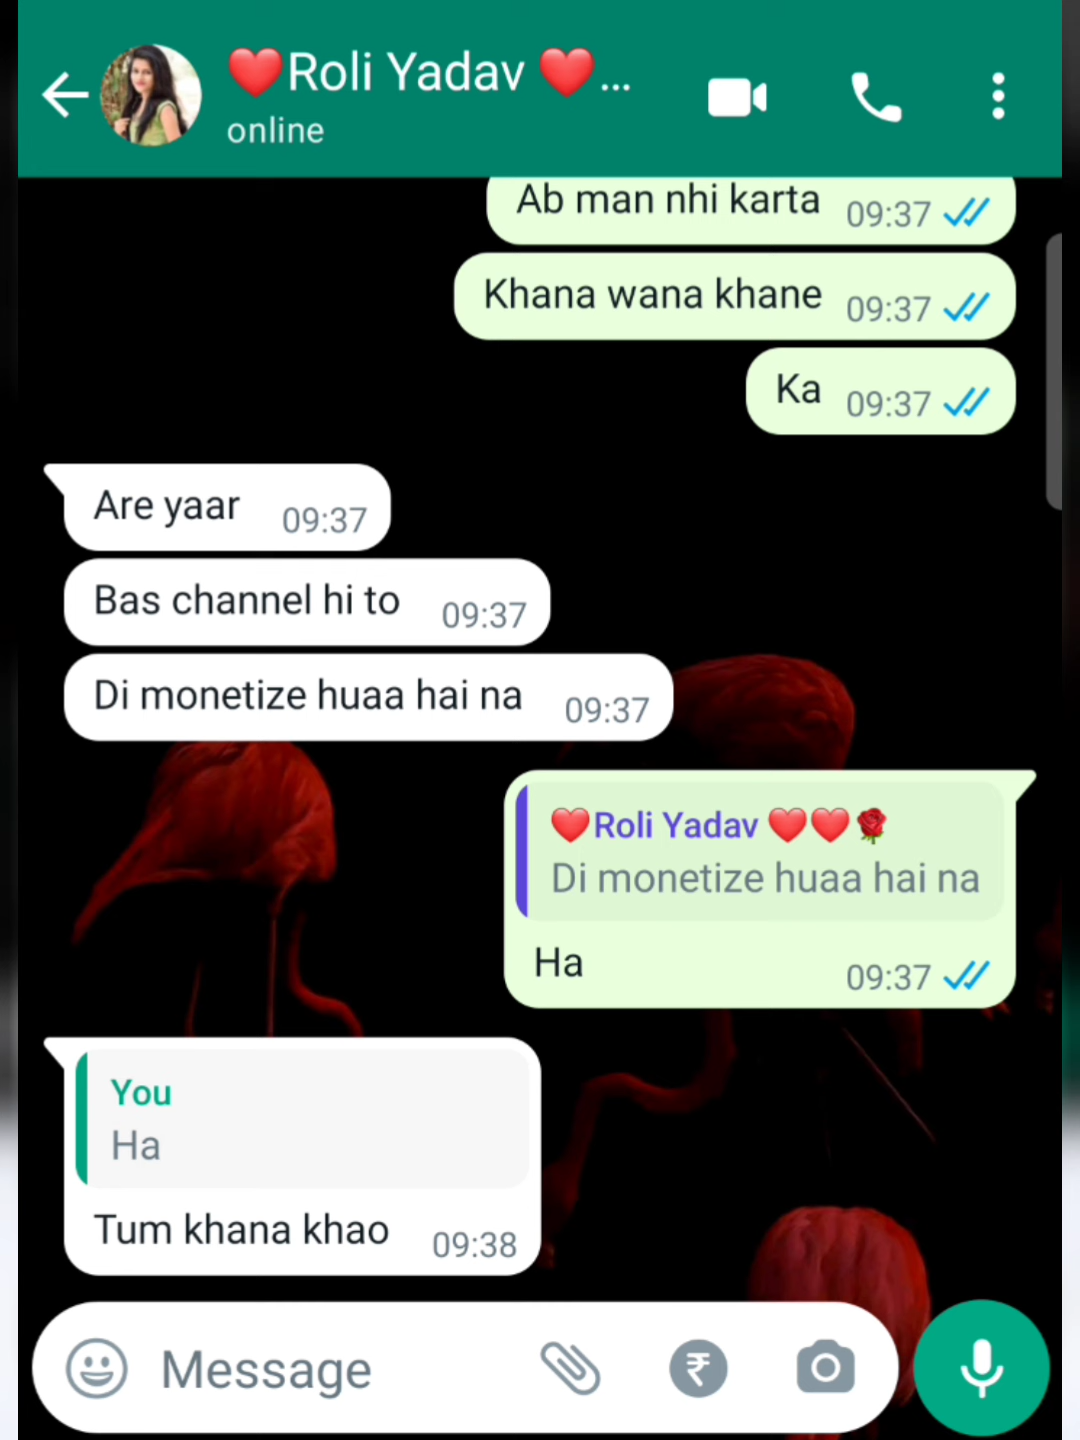 ❤️Roli Yadav ❤️...
online
Ab man nhi karta 09:37
Khana wana khane 09:37
Ka 09:37
Are yaar 09:37
Bas channel hi to 09:37
Di monetize huaa hai na 09:37
❤️Roli Yadav ❤️❤️🌹
Di monetize huaa hai na
Ha 09:37
You
Ha
Tum khana khao 09:38
Message ₹